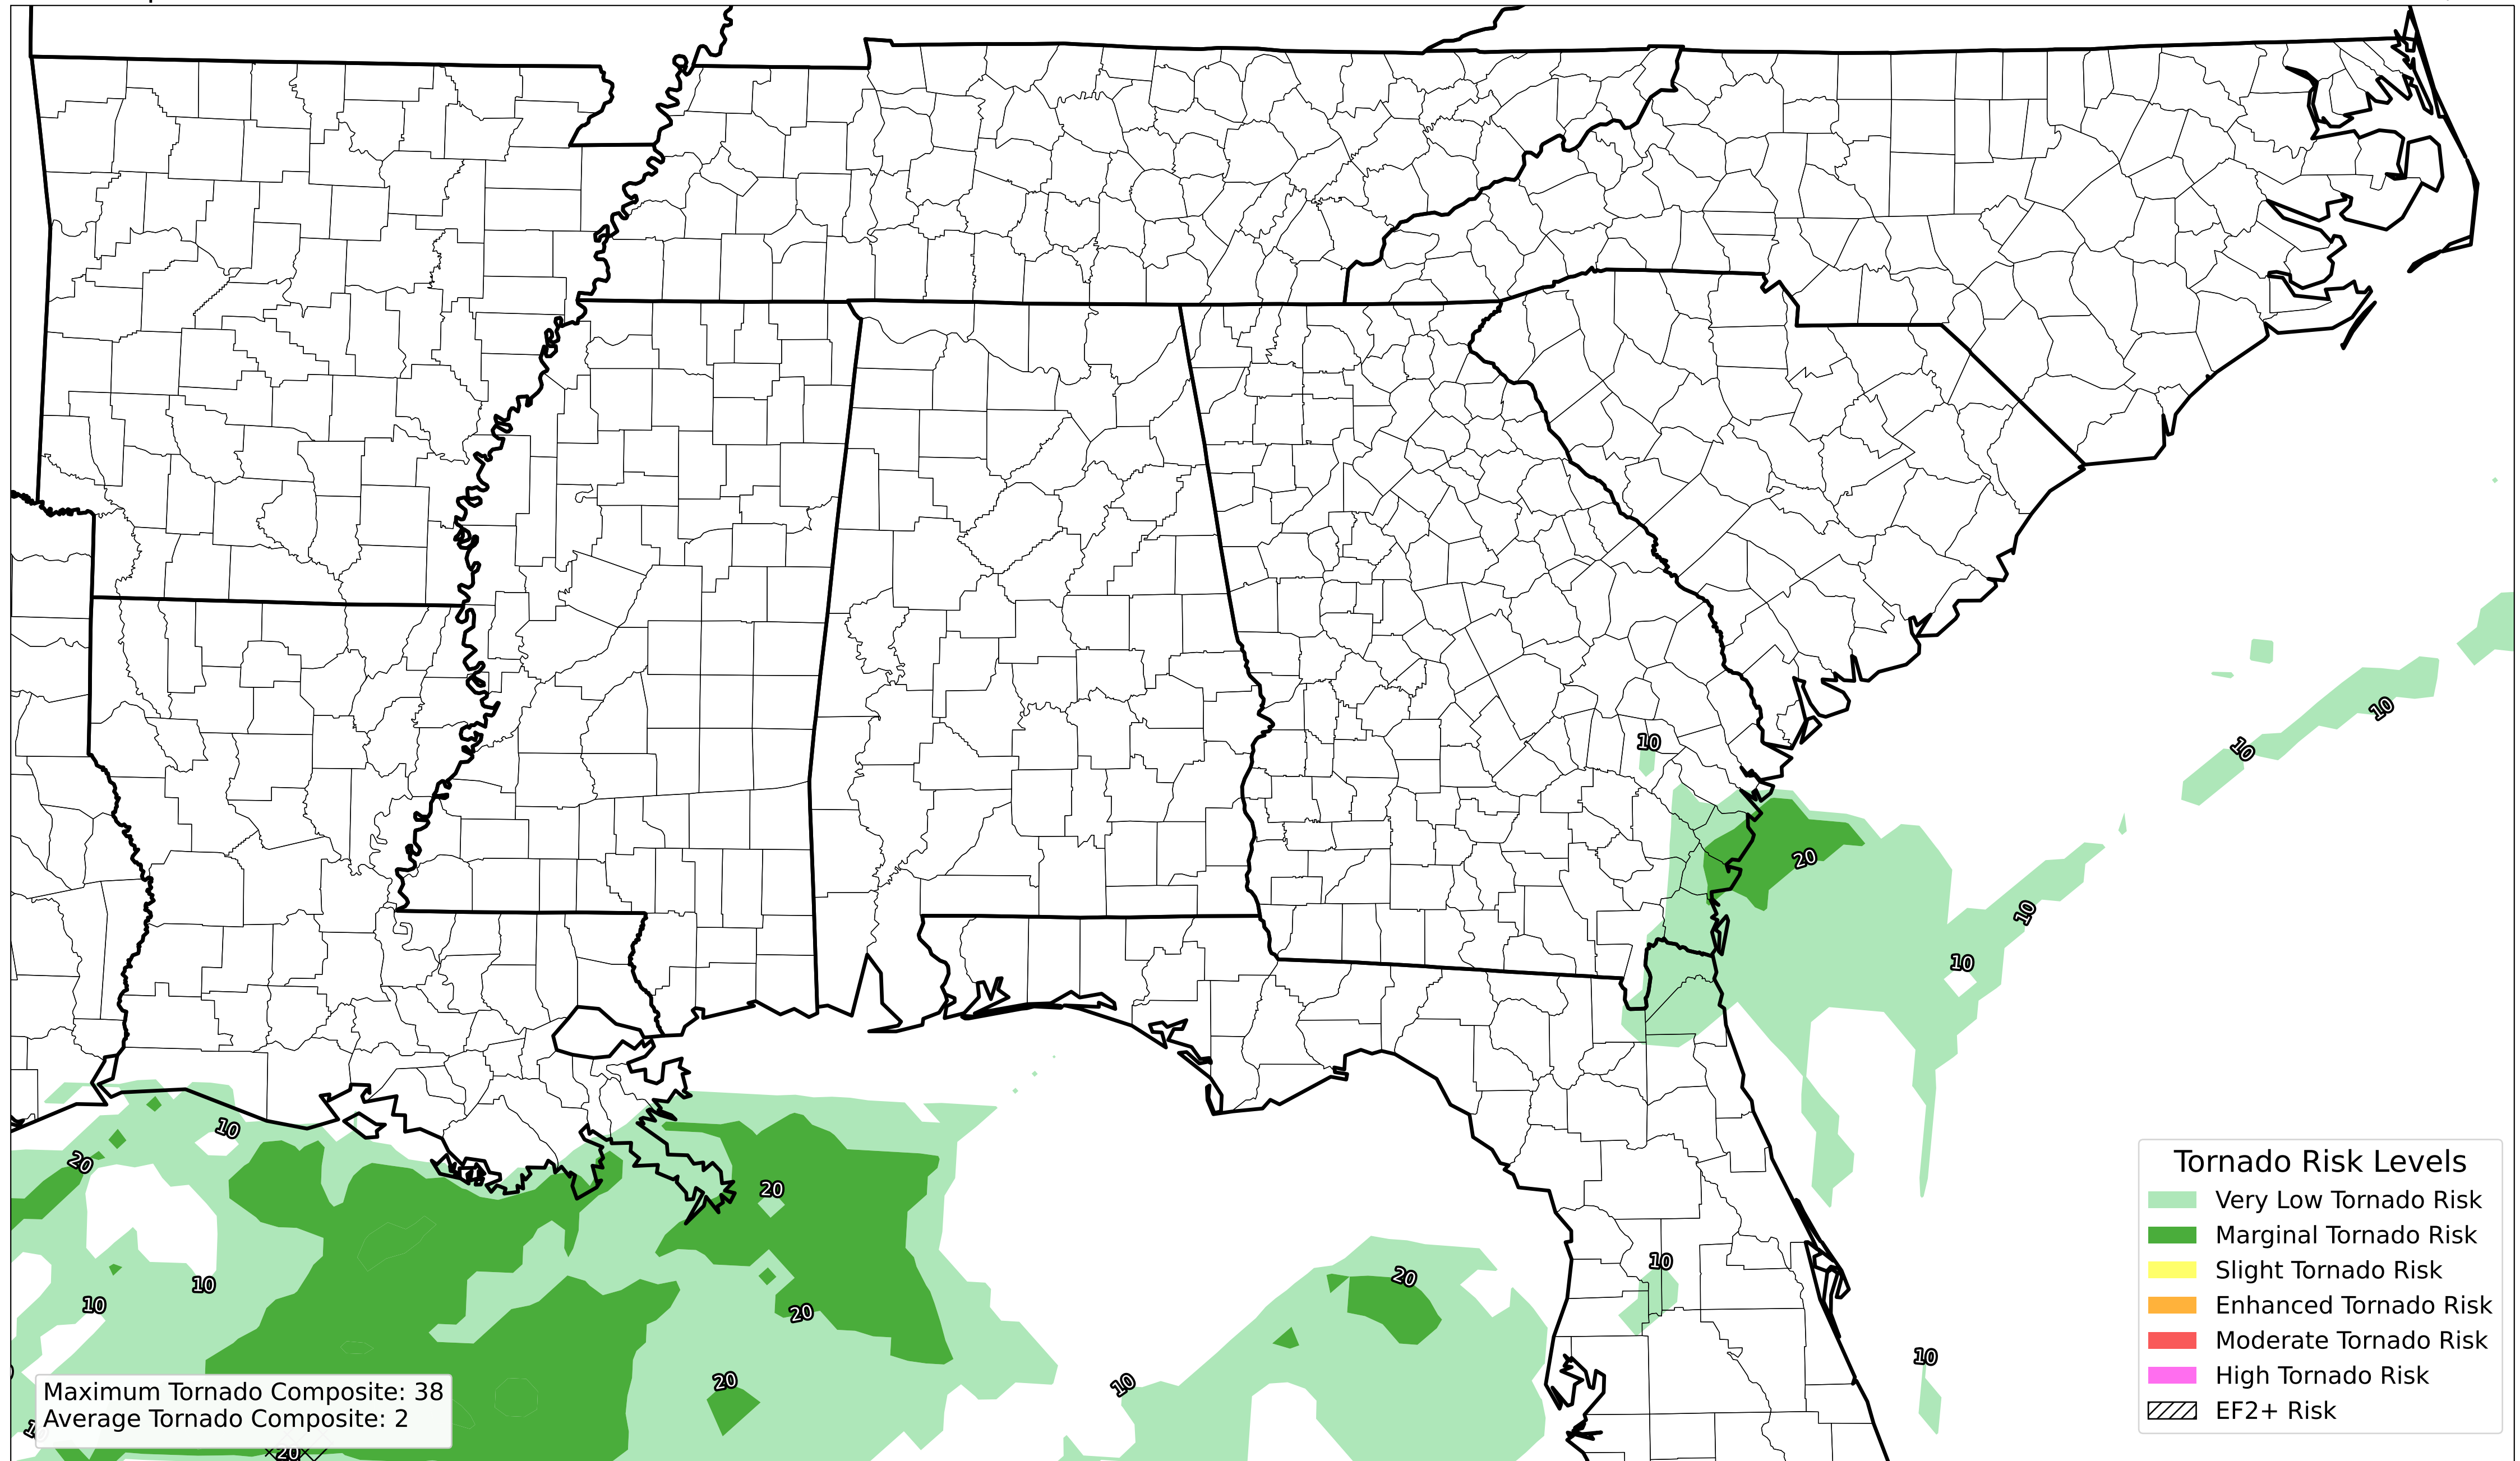 10
10
10
20
10
10
10
20
20
10
20
10
10
20
10
20
10
20
Tornado Risk Levels
Very Low Tornado Risk
Marginal Tornado Risk
Slight Tornado Risk
Enhanced Tornado Risk
Moderate Tornado Risk
High Tornado Risk
EF2+ Risk
Maximum Tornado Composite: 38
Average Tornado Composite: 2